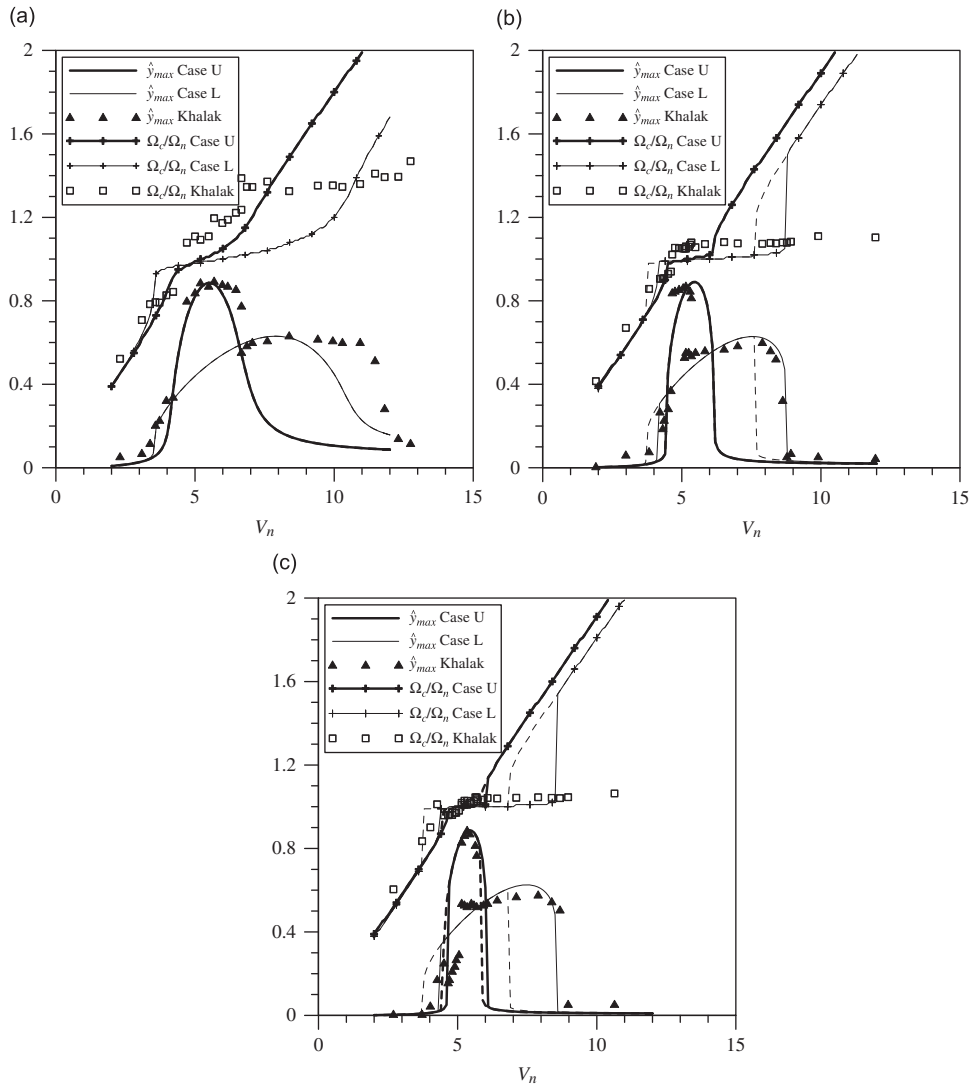 (a)
2
1.6
1.2
0.8
0.4
0
0
5
10
15
V_n
ŷ_max Case U
ŷ_max Case L
ŷ_max Khalak
Ω_c/Ω_n Case U
Ω_c/Ω_n Case L
Ω_c/Ω_n Khalak
(b)
2
1.6
1.2
0.8
0.4
0
0
5
10
15
V_n
ŷ_max Case U
ŷ_max Case L
ŷ_max Khalak
Ω_c/Ω_n Case U
Ω_c/Ω_n Case L
Ω_c/Ω_n Khalak
(c)
2
1.6
1.2
0.8
0.4
0
0
5
10
15
V_n
ŷ_max Case U
ŷ_max Case L
ŷ_max Khalak
Ω_c/Ω_n Case U
Ω_c/Ω_n Case L
Ω_c/Ω_n Khalak